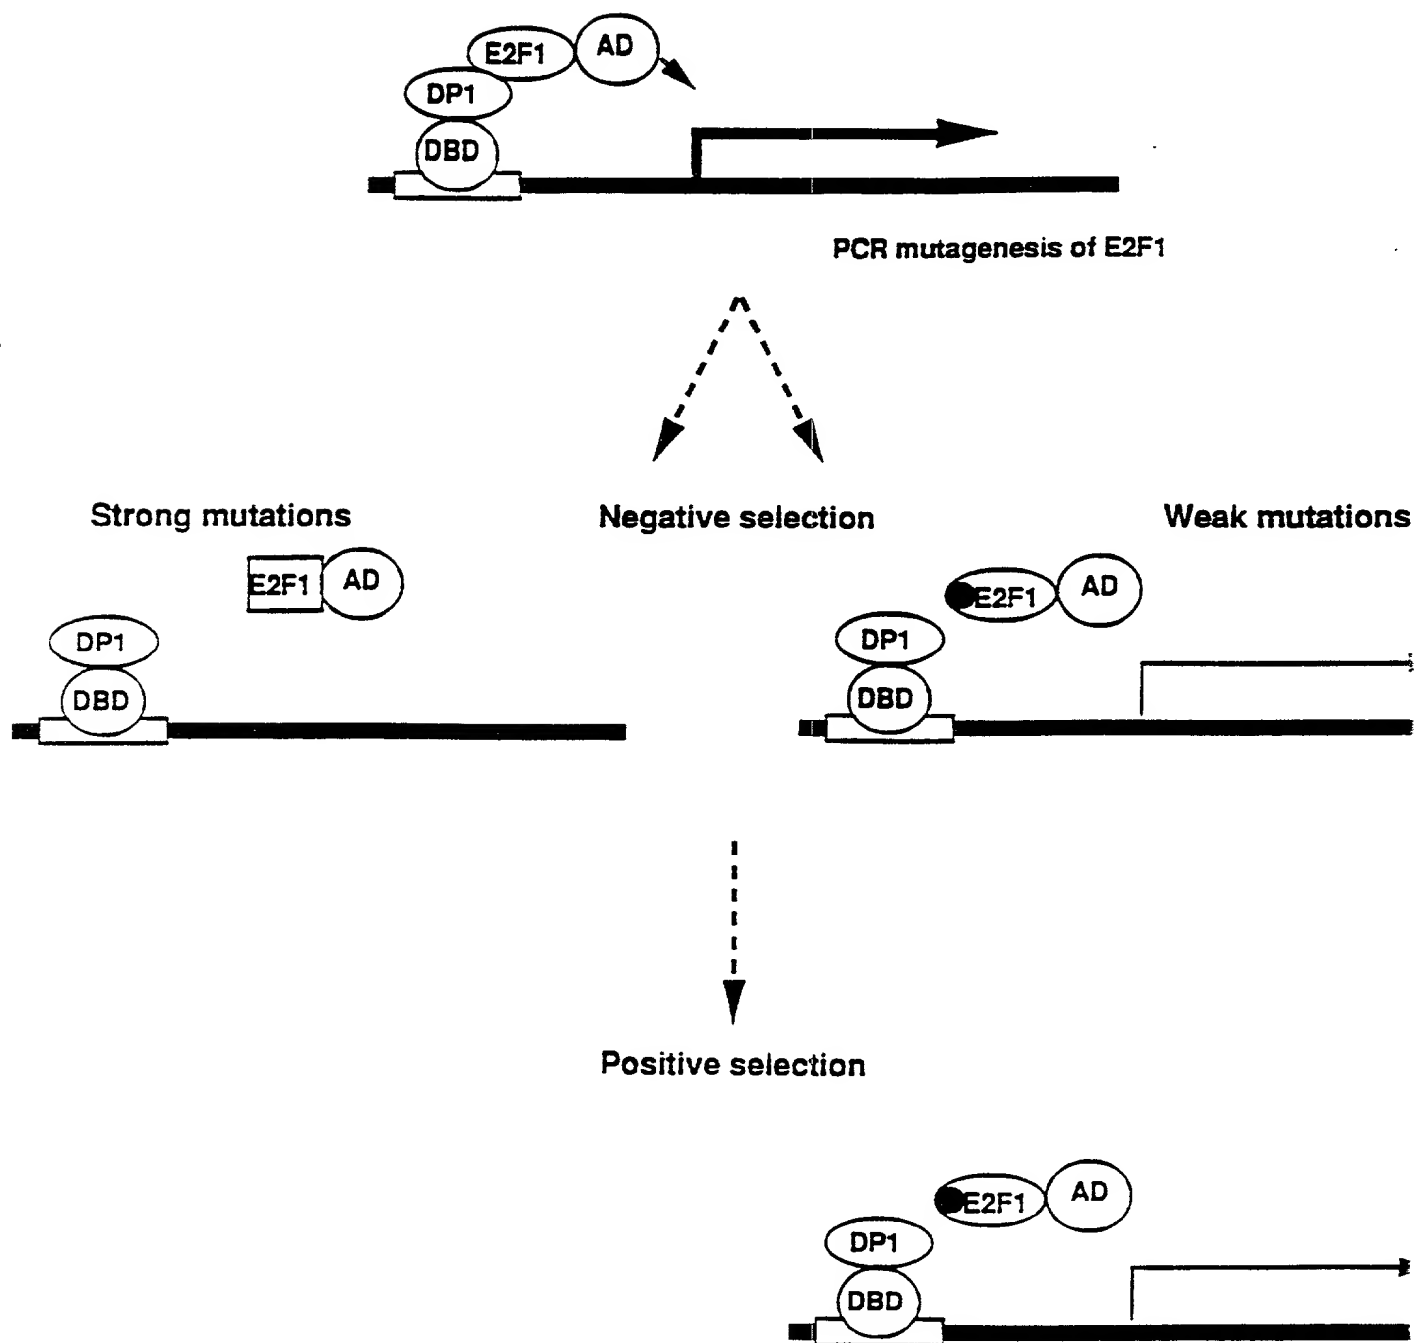 E2F1 AD
DP1
DBD
PCR mutagenesis of E2F1
Strong mutations
Negative selection
Weak mutations
E2F1 AD
DP1
DBD
E2F1 AD
DP1
DBD
Positive selection
E2F1 AD
DP1
DBD